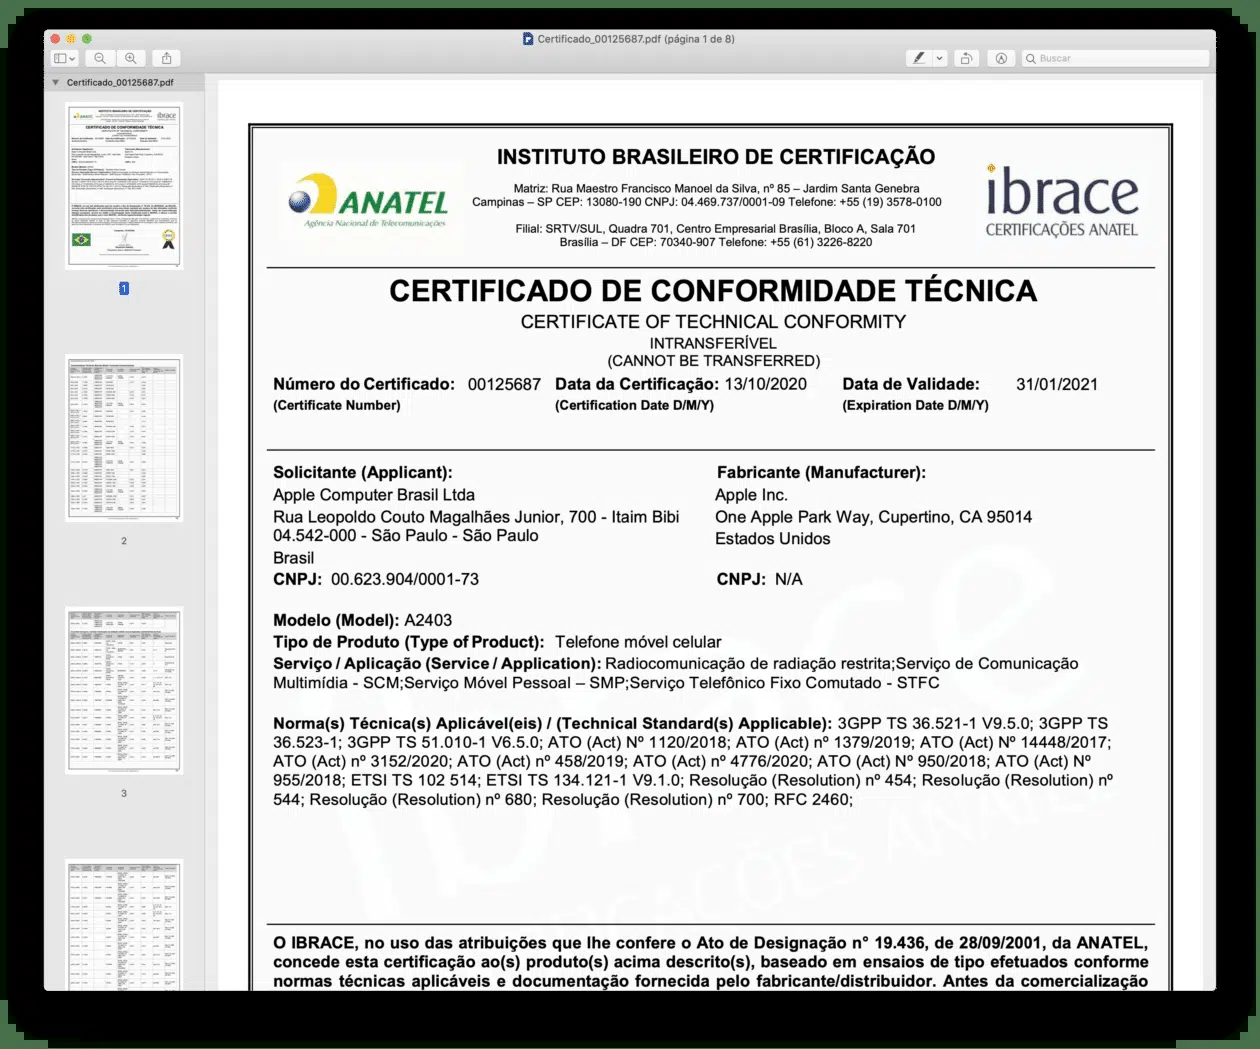 Certificado_00125687.pdf (página 1 de 8)
Buscar
Certificado_00125687.pdf
1
2
3
ANATEL
Agência Nacional de Telecomunicações
INSTITUTO BRASILEIRO DE CERTIFICAÇÃO
Matriz: Rua Maestro Francisco Manoel da Silva, nº 85 – Jardim Santa Genebra
Campinas – SP CEP: 13080-190 CNPJ: 04.469.737/0001-09 Telefone: +55 (19) 3578-0100
Filial: SRTV/SUL, Quadra 701, Centro Empresarial Brasília, Bloco A, Sala 701
Brasília – DF CEP: 70340-907 Telefone: +55 (61) 3226-8220
ibrace
CERTIFICAÇÕES ANATEL
CERTIFICADO DE CONFORMIDADE TÉCNICA
CERTIFICATE OF TECHNICAL CONFORMITY
INTRANSFERÍVEL
(CANNOT BE TRANSFERRED)
Número do Certificado: 00125687 Data da Certificação: 13/10/2020 Data de Validade: 31/01/2021
(Certificate Number) (Certification Date D/M/Y) (Expiration Date D/M/Y)
Solicitante (Applicant):
Apple Computer Brasil Ltda
Rua Leopoldo Couto Magalhães Junior, 700 - Itaim Bibi
04.542-000 - São Paulo - São Paulo
Brasil
CNPJ: 00.623.904/0001-73
Fabricante (Manufacturer):
Apple Inc.
One Apple Park Way, Cupertino, CA 95014
Estados Unidos
CNPJ: N/A
Modelo (Model): A2403
Tipo de Produto (Type of Product): Telefone móvel celular
Serviço / Aplicação (Service / Application): Radiocomunicação de radiação restrita;Serviço de Comunicação
Multimídia - SCM;Serviço Móvel Pessoal – SMP;Serviço Telefônico Fixo Comutado - STFC
Norma(s) Técnica(s) Aplicável(eis) / (Technical Standard(s) Applicable): 3GPP TS 36.521-1 V9.5.0; 3GPP TS
36.523-1; 3GPP TS 51.010-1 V6.5.0; ATO (Act) Nº 1120/2018; ATO (Act) nº 1379/2019; ATO (Act) Nº 14448/2017;
ATO (Act) nº 3152/2020; ATO (Act) nº 458/2019; ATO (Act) nº 4776/2020; ATO (Act) Nº 950/2018; ATO (Act) Nº
955/2018; ETSI TS 102 514; ETSI TS 134.121-1 V9.1.0; Resolução (Resolution) nº 454; Resolução (Resolution) nº
544; Resolução (Resolution) nº 680; Resolução (Resolution) nº 700; RFC 2460;
O IBRACE, no uso das atribuições que lhe confere o Ato de Designação n° 19.436, de 28/09/2001, da ANATEL,
concede esta certificação ao(s) produto(s) acima descrito(s), baseado em ensaios de tipo efetuados conforme
normas técnicas aplicáveis e documentação fornecida pelo fabricante/distribuidor. Antes da comercialização